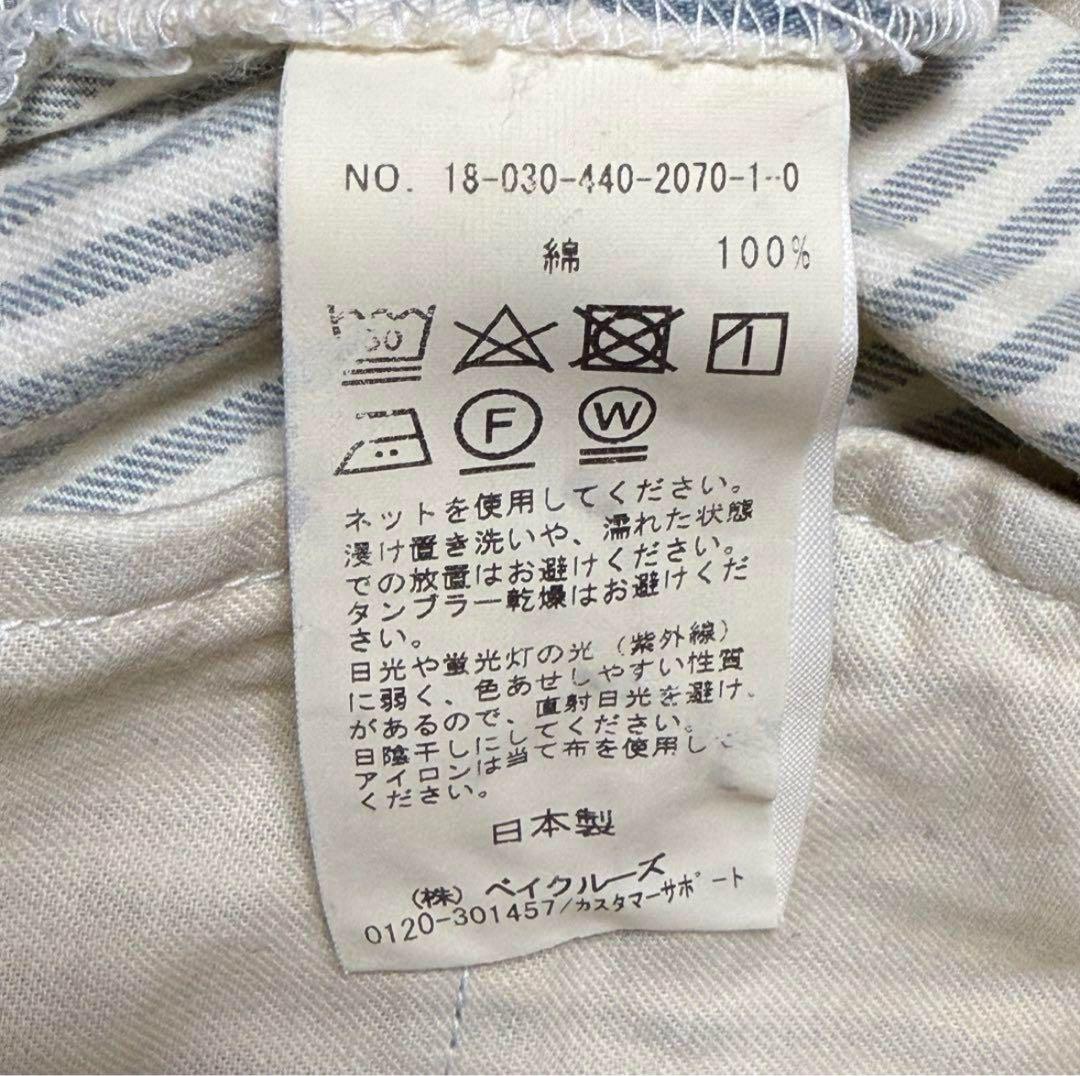 NO. 18-030-440-2070-1-0
綿 100%
30
F W
ネットを使用してください。
浸け置き洗いや、濡れた状態
での放置はお避けください。
タンブラー乾燥はお避けくだ
さい。
日光や蛍光灯の光(紫外線)
に弱く、色あせしやすい性質
があるので、直射日光を避け、
日陰干しにしてください。
アイロンは当て布を使用して
ください。
日本製
(株) ベイクルーズ
0120-301457/カスタマーサポート